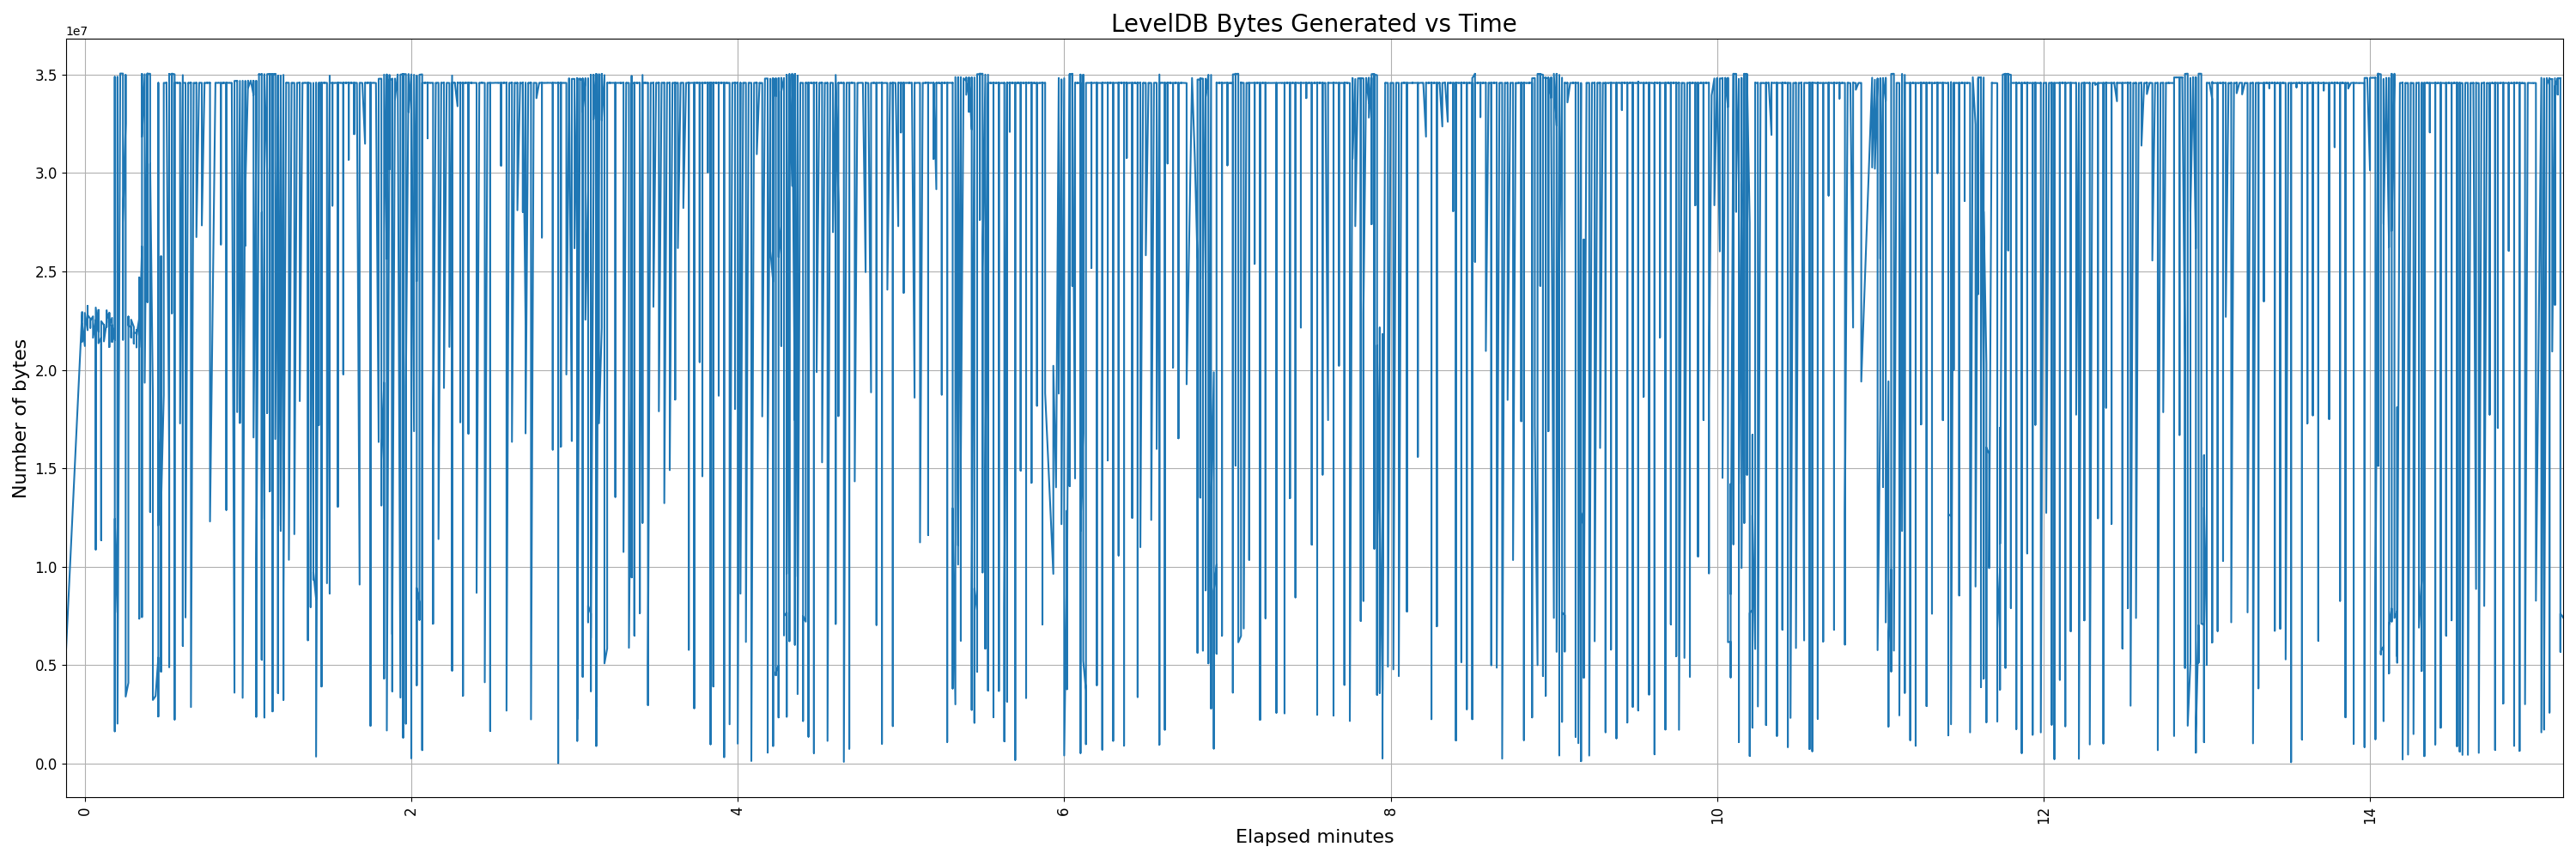 LevelDB Bytes Generated vs Time
1e7
3.5
3.0
2.5
2.0
1.5
1.0
0.5
0.0
Number of bytes
0 2 4 6 8 10 12 14
Elapsed minutes